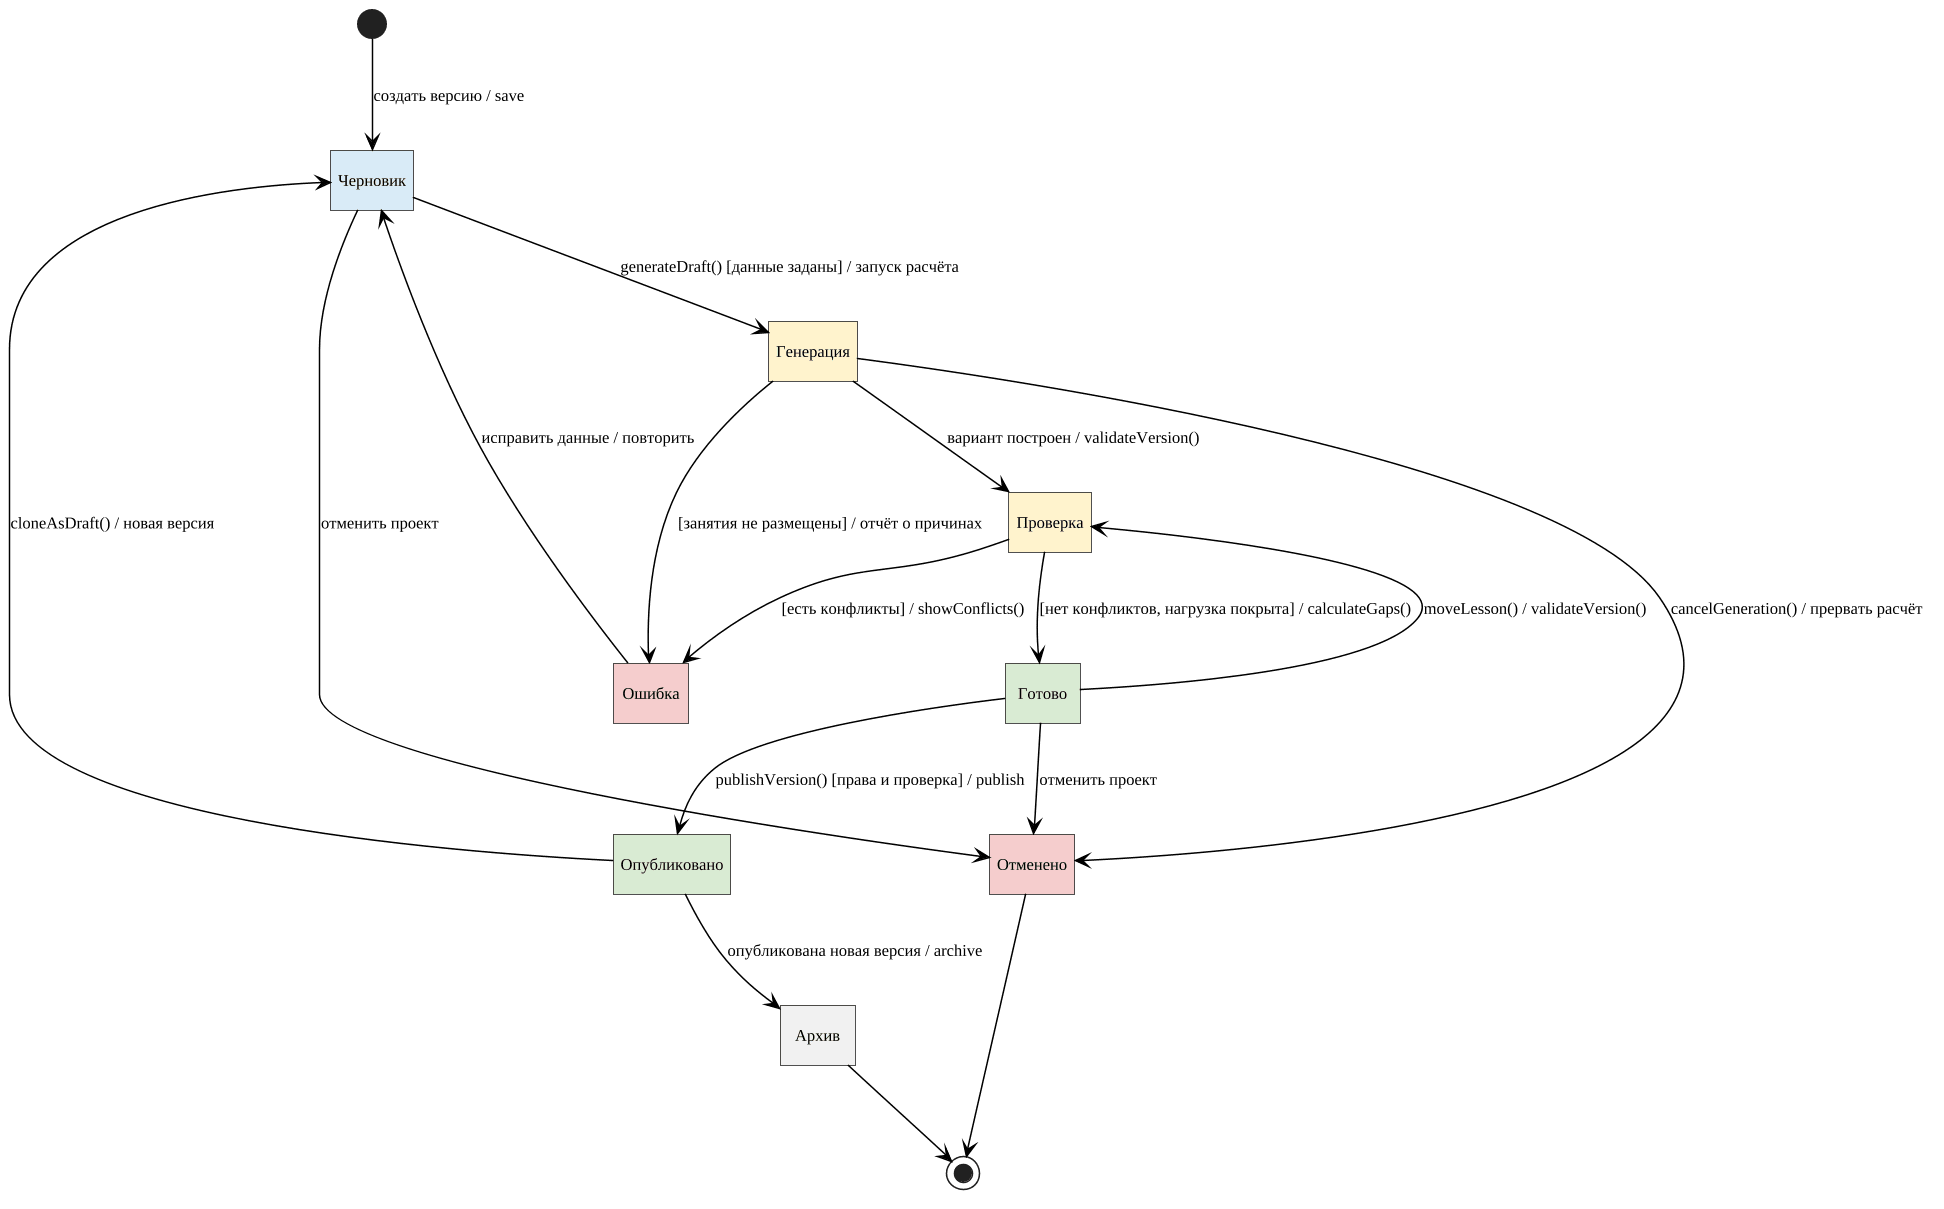 создать версию / save
Черновик
generateDraft() [данные заданы] / запуск расчёта
Генерация
исправить данные / повторить
вариант построен / validateVersion()
cloneAsDraft() / новая версия
отменить проект
[занятия не размещены] / отчёт о причинах
Проверка
[есть конфликты] / showConflicts()
[нет конфликтов, нагрузка покрыта] / calculateGaps()
moveLesson() / validateVersion()
cancelGeneration() / прервать расчёт
Ошибка
Готово
publishVersion() [права и проверка] / publish
отменить проект
Опубликовано
Отменено
опубликована новая версия / archive
Архив